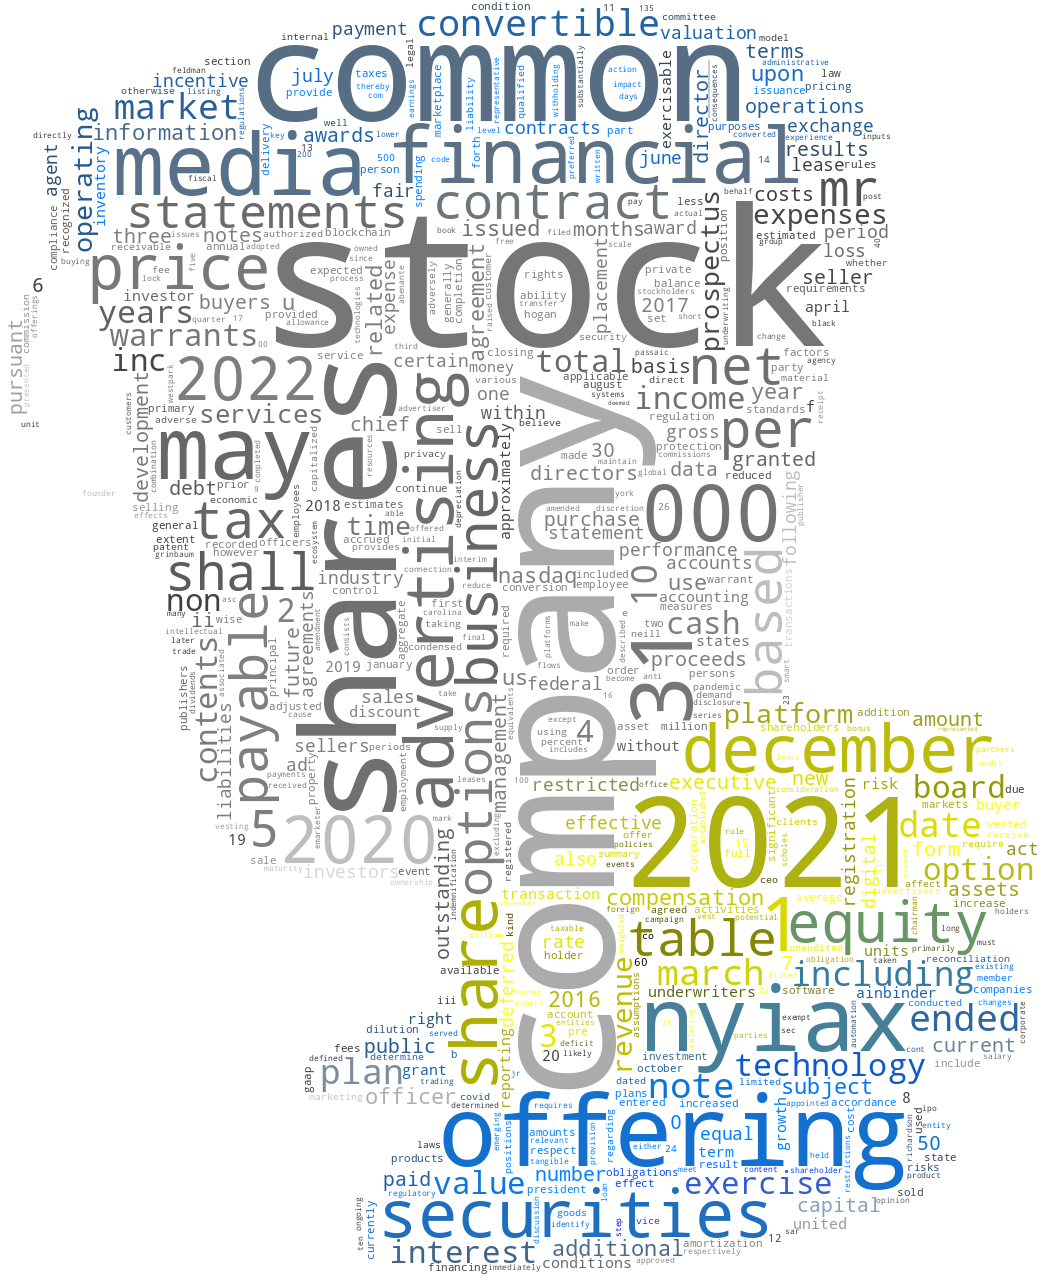 condition 11 135
convertible
payment
committee
valuation
internal
legal
model
common
section
feldman
incentive
july
taxes
provide
thereby
com
earnings
marketplace
liability
representative
qualified
withholding
substantially
action
impact
days
exercisable
director
consequences
terms
administrative
upon
law
issuance
pricing
otherwise
listing
market
regulations
operations
information
awards
well
lower
key
level
contracts
part
purposes
converted
exchange
experience
inputs
directly
operating
inventory
delivery
13
200
500
person
code
forth
preferred
written
june
14
results
lease
rules
media
financial
fiscal
fair
spending
compliance
agent
recognized
buying
statements
contract
pay
less
actual
behalf
costs
mr
post
expenses
estimated
group
period
40
three
notes
authorized
blockchain
book
issued
months
award
prospectus
position
receivable
issues
annual
adopted
owned
since
free
filed
scale
private
loss
whether
price
stock
seller
requirements
6
fee
lock
five
expected
process
related
expense
abenante
adversely
generally
completion
agreement
raised
customer
rights
ability
transfer
hogan
placement
balance
stockholders
2017
set
short
underwriting
april
black
investor
buyers
u
provided
technologies
years
quarter
17
allowance
warrants
00
security
change
pursuant
presented
commission
offerings
unit
inc
2022
service
third
certain
closing
money
total
basis
passaic
net
factors
agency
party
material
westpark
shares
various
applicable
august
direct
systems
deemed
income
year
standards
f
receipt
customers
development
primary
adverse
combination
services
chief
advertiser
sell
one
within
believe
regulation
per
may
capitalized
resources
privacy
approximately
made
30
maintain
gross
protection
commissions
global
data
granted
reduced
directors
founder
selling
effects
debt
prior
9
completed
economic
employees
2018
estimates
able
continue
depreciation
york
amended
discretion
26
000
following
publisher
general
extent
patent
grinbaum
tax
recorded
however
officers
ecosystem
time
accrued
provides
offered
initial
purchase
statement
performance
accounts
shall
industry
control
advertising
business
interim
connection
reduce
nasdaq
conversion
included
employee
10
use
warrant
accounting
measures
based
transactions
smart
non
asc
many
ii
wise
2
intellectual
later
trade
payable
amendment
consists
first
carolina
taking
condensed
aggregate
final
required
platforms
make
described
e
two
neill
cash
states
contents
associated
dividends
publishers
principal
future
agreements
2019
january
flows
us
federal
order
become
anti
31
proceeds
persons
pandemic
demand
disclosure
23
adjusted
cause
sales
discount
take
equivalents
company
16
except
using
percent
includes
4
asset
million
series
without
platform
addition
amount
shareholders
bonus
represented
liabilities
payments
ad
sellers
periods
property
employment
supply
management
leases
100
restricted
office
december
least
partners
audit
vesting
5
19
emarketer
2020
mark
options
excluding
registered
executive
new
consideration
risk
board
due
markets
buyer
sale
maturity
investors
event
ownership
outstanding
indemnification
effective
offer
policies
also
summary
events
established
corporation
rule
15
full
significant
scholes
clients
2021
registration
digital
vested
date
receive
exceed
form
require
act
option
affect
advertisers
assets
transaction
november
kind
foreign
compensation
agreed
activities
campaign
vest
potential
ceo
average
increase
chairman
holders
share
william
taxable
rate
holder
weighted
co
table
1
equity
long
must
unaudited
primarily
units
obligation
taken
reconciliation
available
deferred
60
march
7
listed
including
existing
member
companies
iii
former
robert
2016
account
entities
revenue
assumptions
underwriters
22
software
ainbinder
conducted
changes
right
dilution
served
3
pre
deficit
20
likely
25
existing
nyiax
exempt
sec
automation
ended
corporate
public
fees
determine
b
reporting
parties
cont
current
gaap
defined
plan
grant
trading
jr
investment
october
technology
include
salary
marketing
officer
covid
determined
requires
dated
plans
note
limited
subject
entered
increased
appointed
accordance
8
ipo
used
entity
laws
products
emerging
positions
offering
amounts
relevant
respect
tangible
provision
regarding
0
either
24
equal
term
result
growth
held
cost
restrictions
richardson
50
state
risks
product
paid
regulatory
value
number
president
loan
obligations
effect
meet
content
shareholder
exercise
sold
opinion
ten
ongoing
currently
securities
discussion
goods
identify
step
vice
capital
united
sar
12
interest
additional
amortization
respectively
financing
immediately
conditions
approved